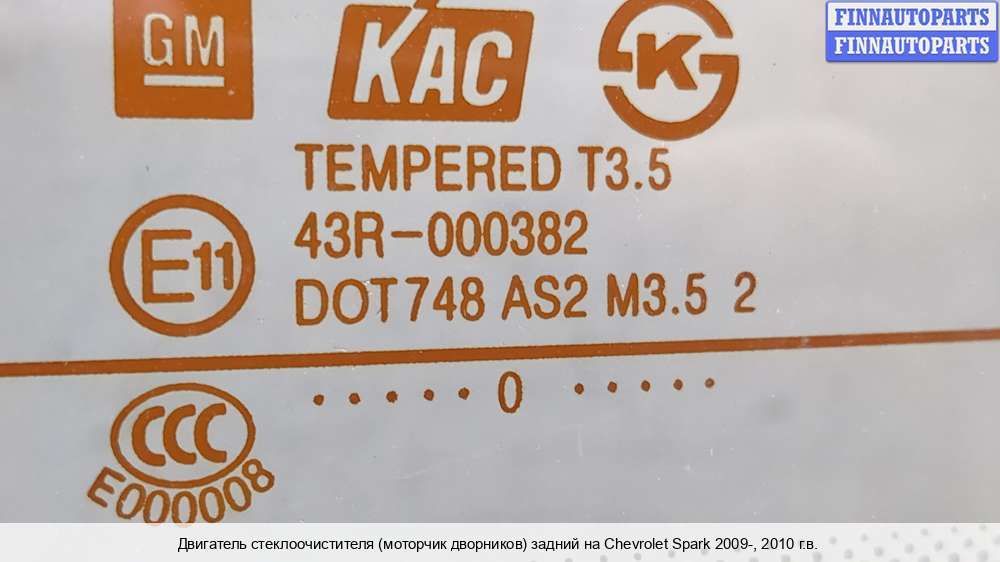 FINNAUTOPARTS
FINNAUTOPARTS
GM
KAC
K
TEMPERED T3.5
E11
43R-000382
DOT748 AS2 M3.5 2
.....0 .....
CCC
E000008
Двигатель стеклоочистителя (моторчик дворников) задний на Chevrolet Spark 2009-, 2010 г.в.